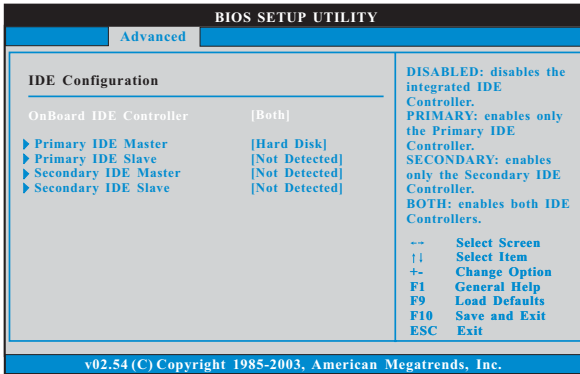 BIOS SETUP UTILITY
Advanced
IDE Configuration
OnBoard IDE Controller [Both]
Primary IDE Master [Hard Disk]
Primary IDE Slave [Not Detected]
Secondary IDE Master [Not Detected]
Secondary IDE Slave [Not Detected]
DISABLED: disables the
integrated IDE
Controller.
PRIMARY: enables only
the Primary IDE
Controller.
SECONDARY: enables
only the Secondary IDE
Controller.
BOTH: enables both IDE
Controllers.
←→ Select Screen
↑↓ Select Item
+- Change Option
F1 General Help
F9 Load Defaults
F10 Save and Exit
ESC Exit
v02.54 (C) Copyright 1985-2003, American Megatrends, Inc.